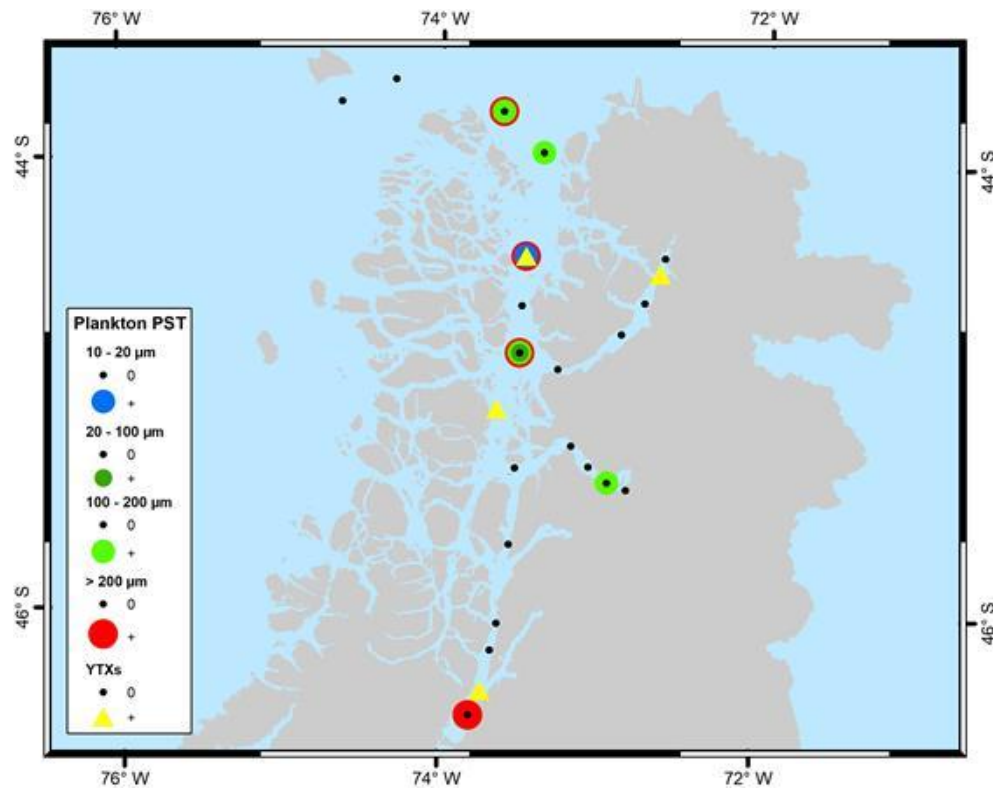 76° W 74° W 72° W
44° S
44° S
Plankton PST
10 - 20 µm
0
+
20 - 100 µm
0
+
100 - 200 µm
0
+
> 200 µm
0
+
YTXs
0
+
46° S
46° S
76° W 74° W 72° W